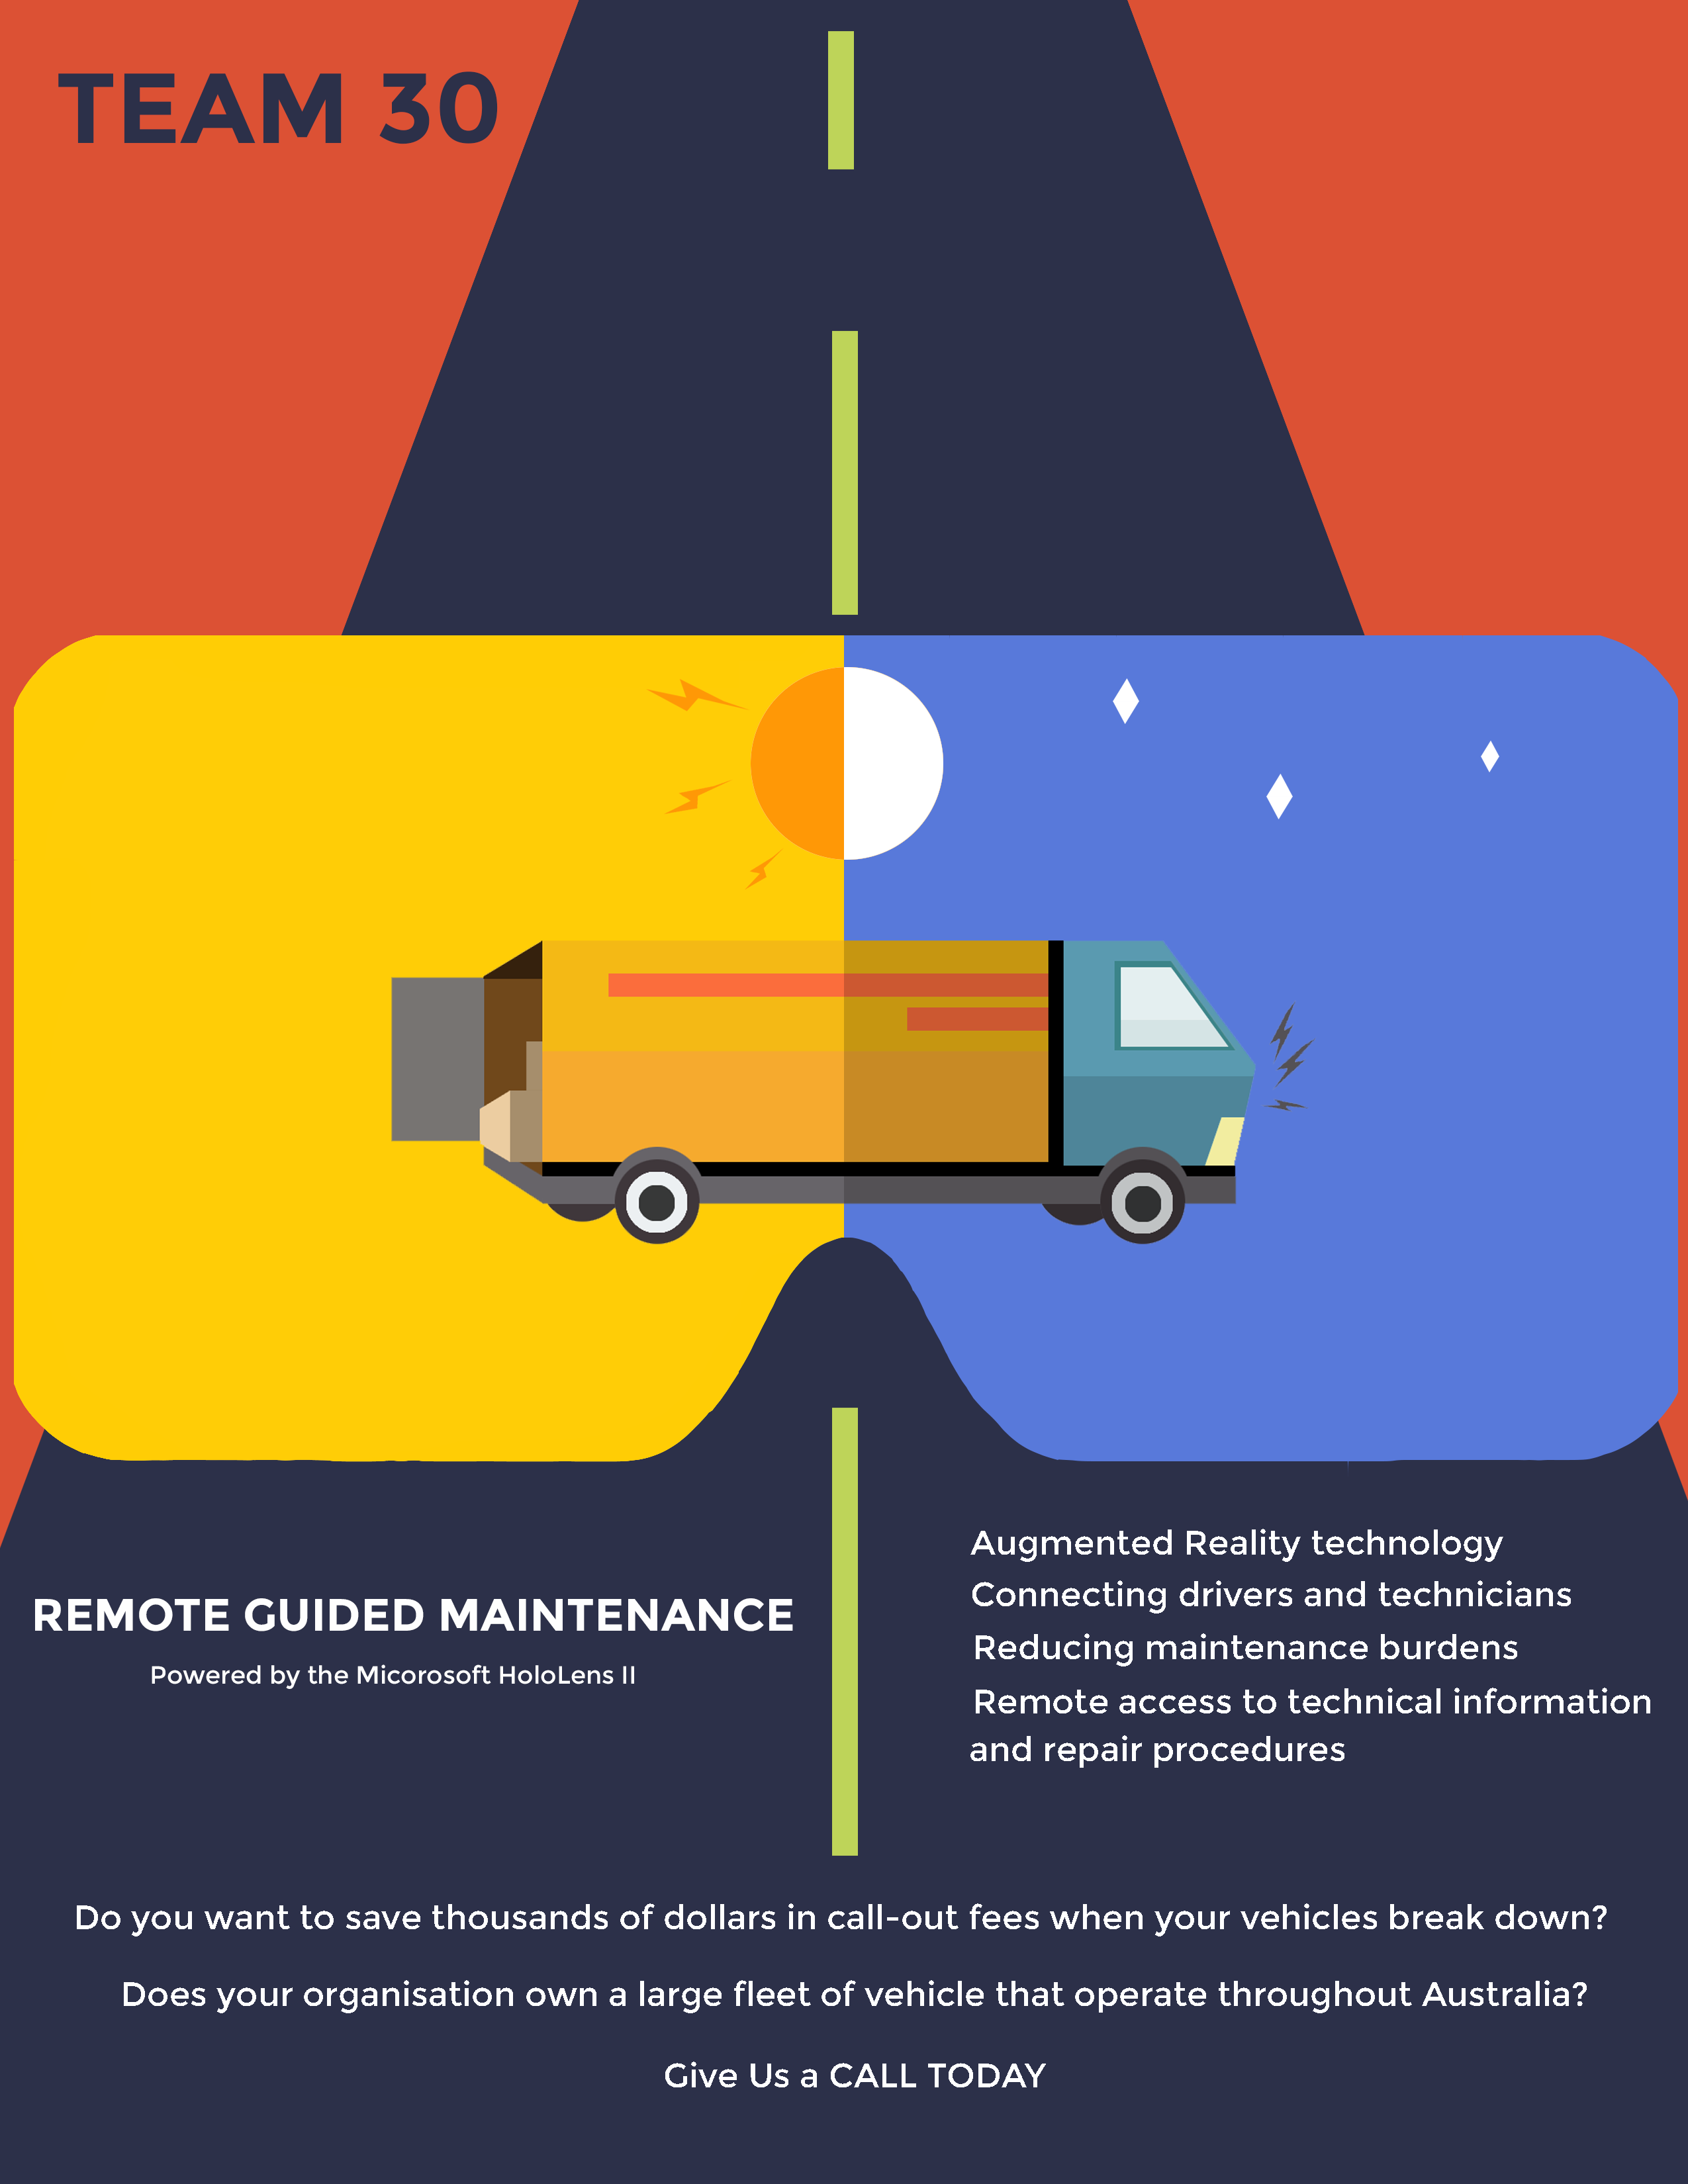 TEAM 30
REMOTE GUIDED MAINTENANCE
Powered by the Micorosoft HoloLens II
Augmented Reality technology
Connecting drivers and technicians
Reducing maintenance burdens
Remote access to technical information
and repair procedures
Do you want to save thousands of dollars in call-out fees when your vehicles break down?
Does your organisation own a large fleet of vehicle that operate throughout Australia?
Give Us a CALL TODAY